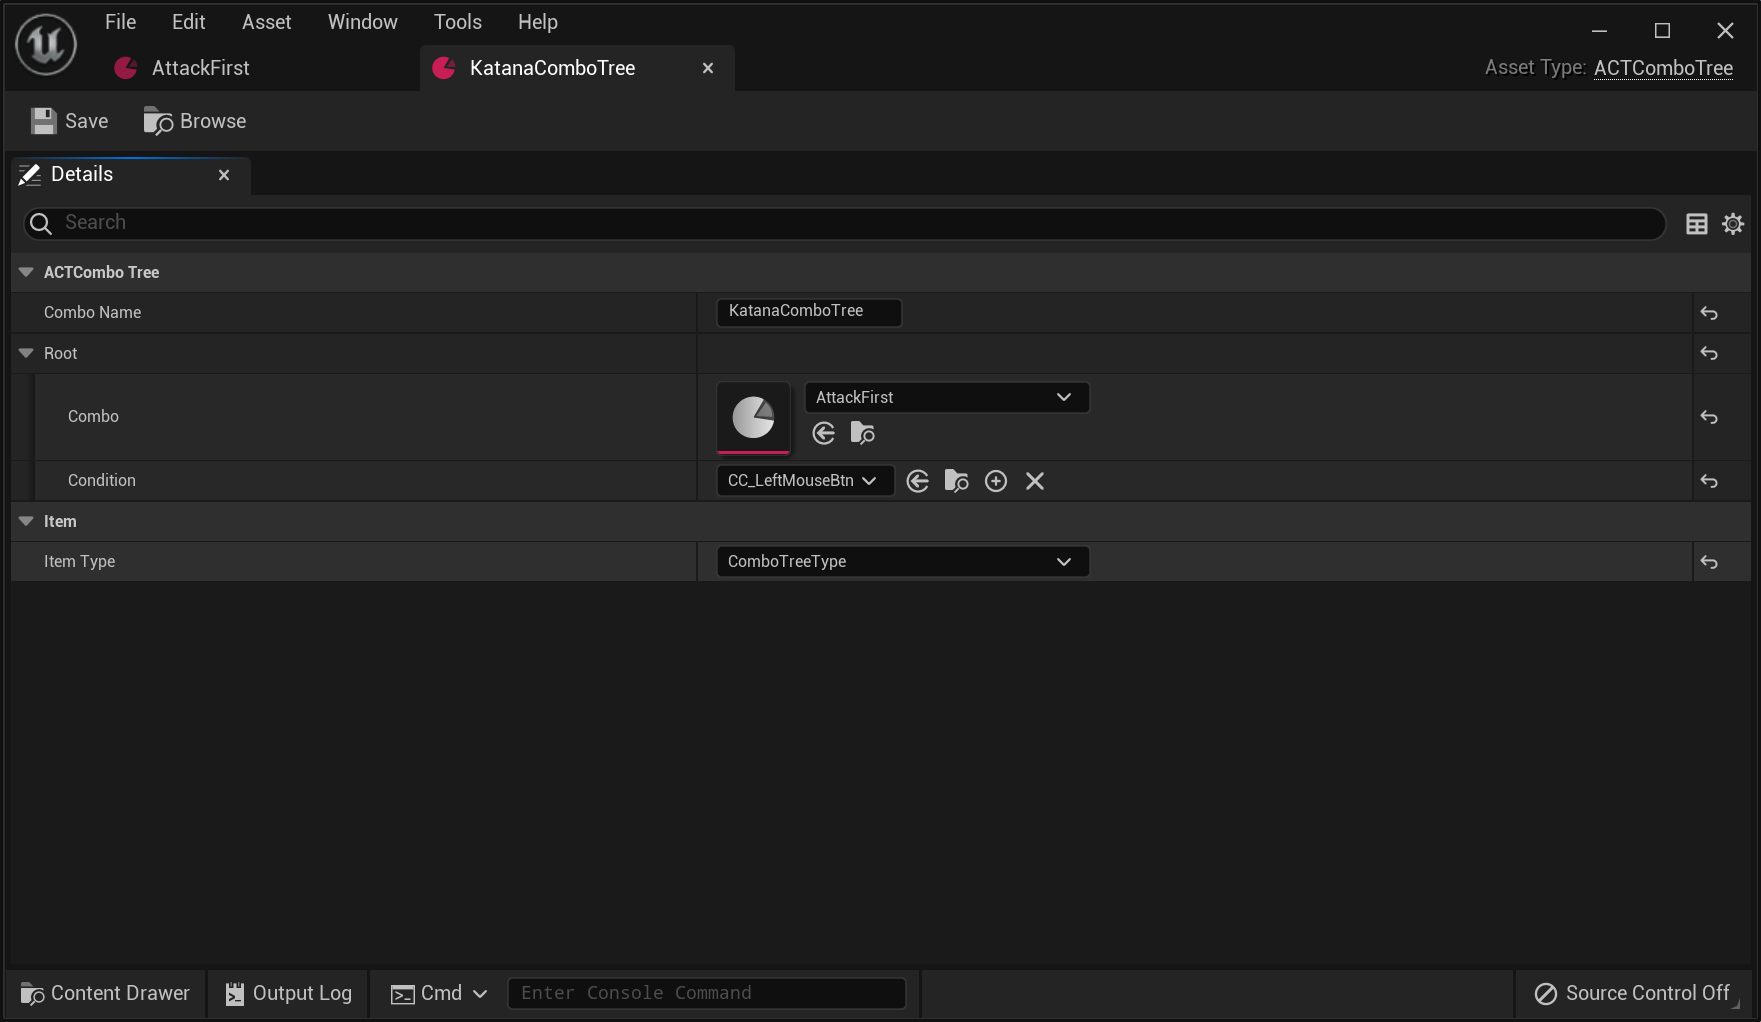 File Edit Asset Window Tools Help
AttackFirst KatanaComboTree Asset Type: ACTComboTree
Save Browse
Details
Search
ACTCombo Tree
Combo Name KatanaComboTree
Root
Combo AttackFirst
Condition CC_LeftMouseBtn
Item
Item Type ComboTreeType
Content Drawer Output Log Cmd Enter Console Command Source Control Off